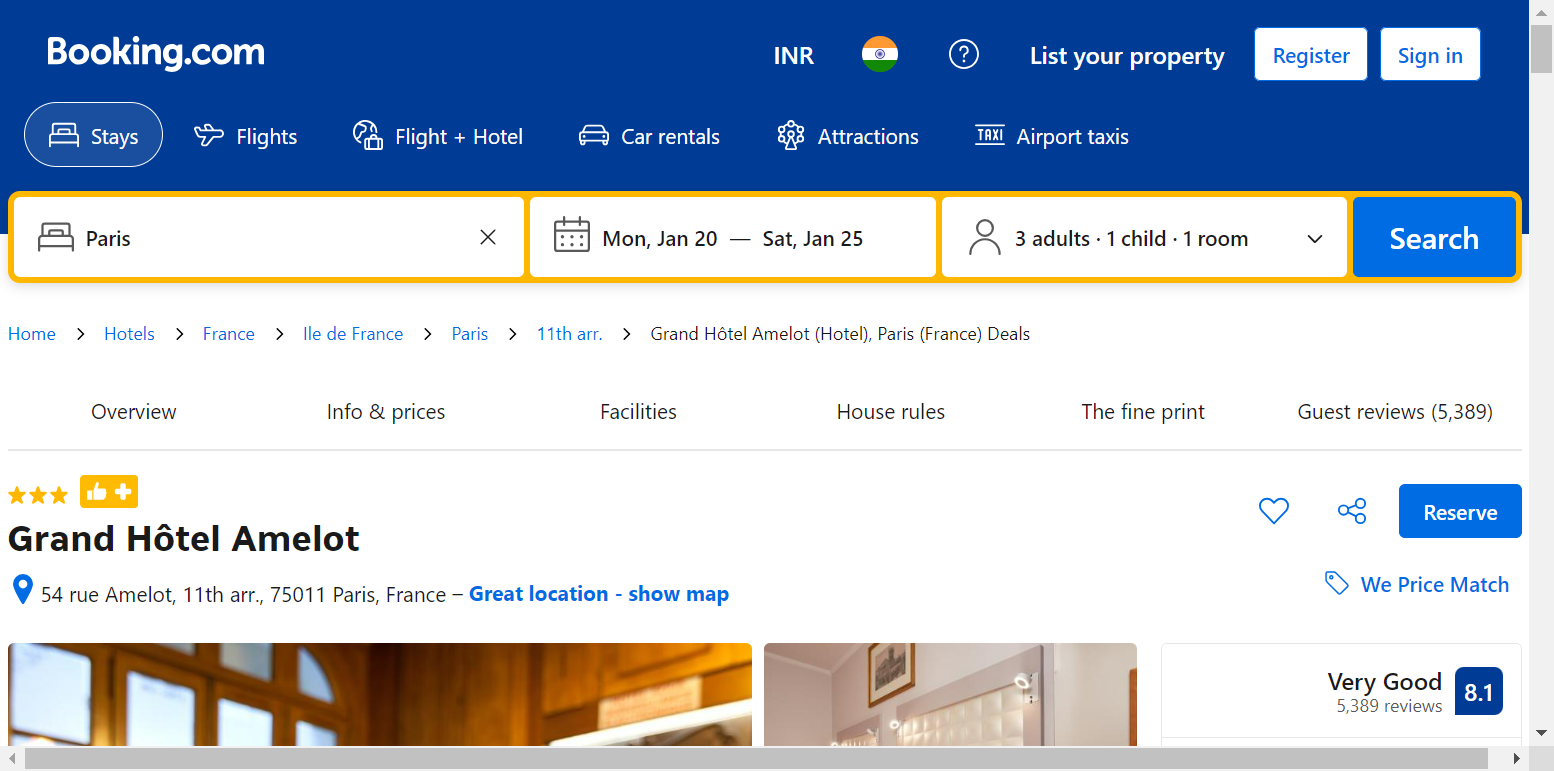 Booking.com
INR
List your property
Register
Sign in
Stays
Flights
Flight + Hotel
Car rentals
Attractions
TAXI
Airport taxis
Paris
Mon, Jan 20 — Sat, Jan 25
3 adults · 1 child · 1 room
Search
Home > Hotels > France > Ile de France > Paris > 11th arr. > Grand Hôtel Amelot (Hotel), Paris (France) Deals
Overview
Info & prices
Facilities
House rules
The fine print
Guest reviews (5,389)
Grand Hôtel Amelot
Reserve
54 rue Amelot, 11th arr., 75011 Paris, France – Great location - show map
We Price Match
Very Good
5,389 reviews
8.1